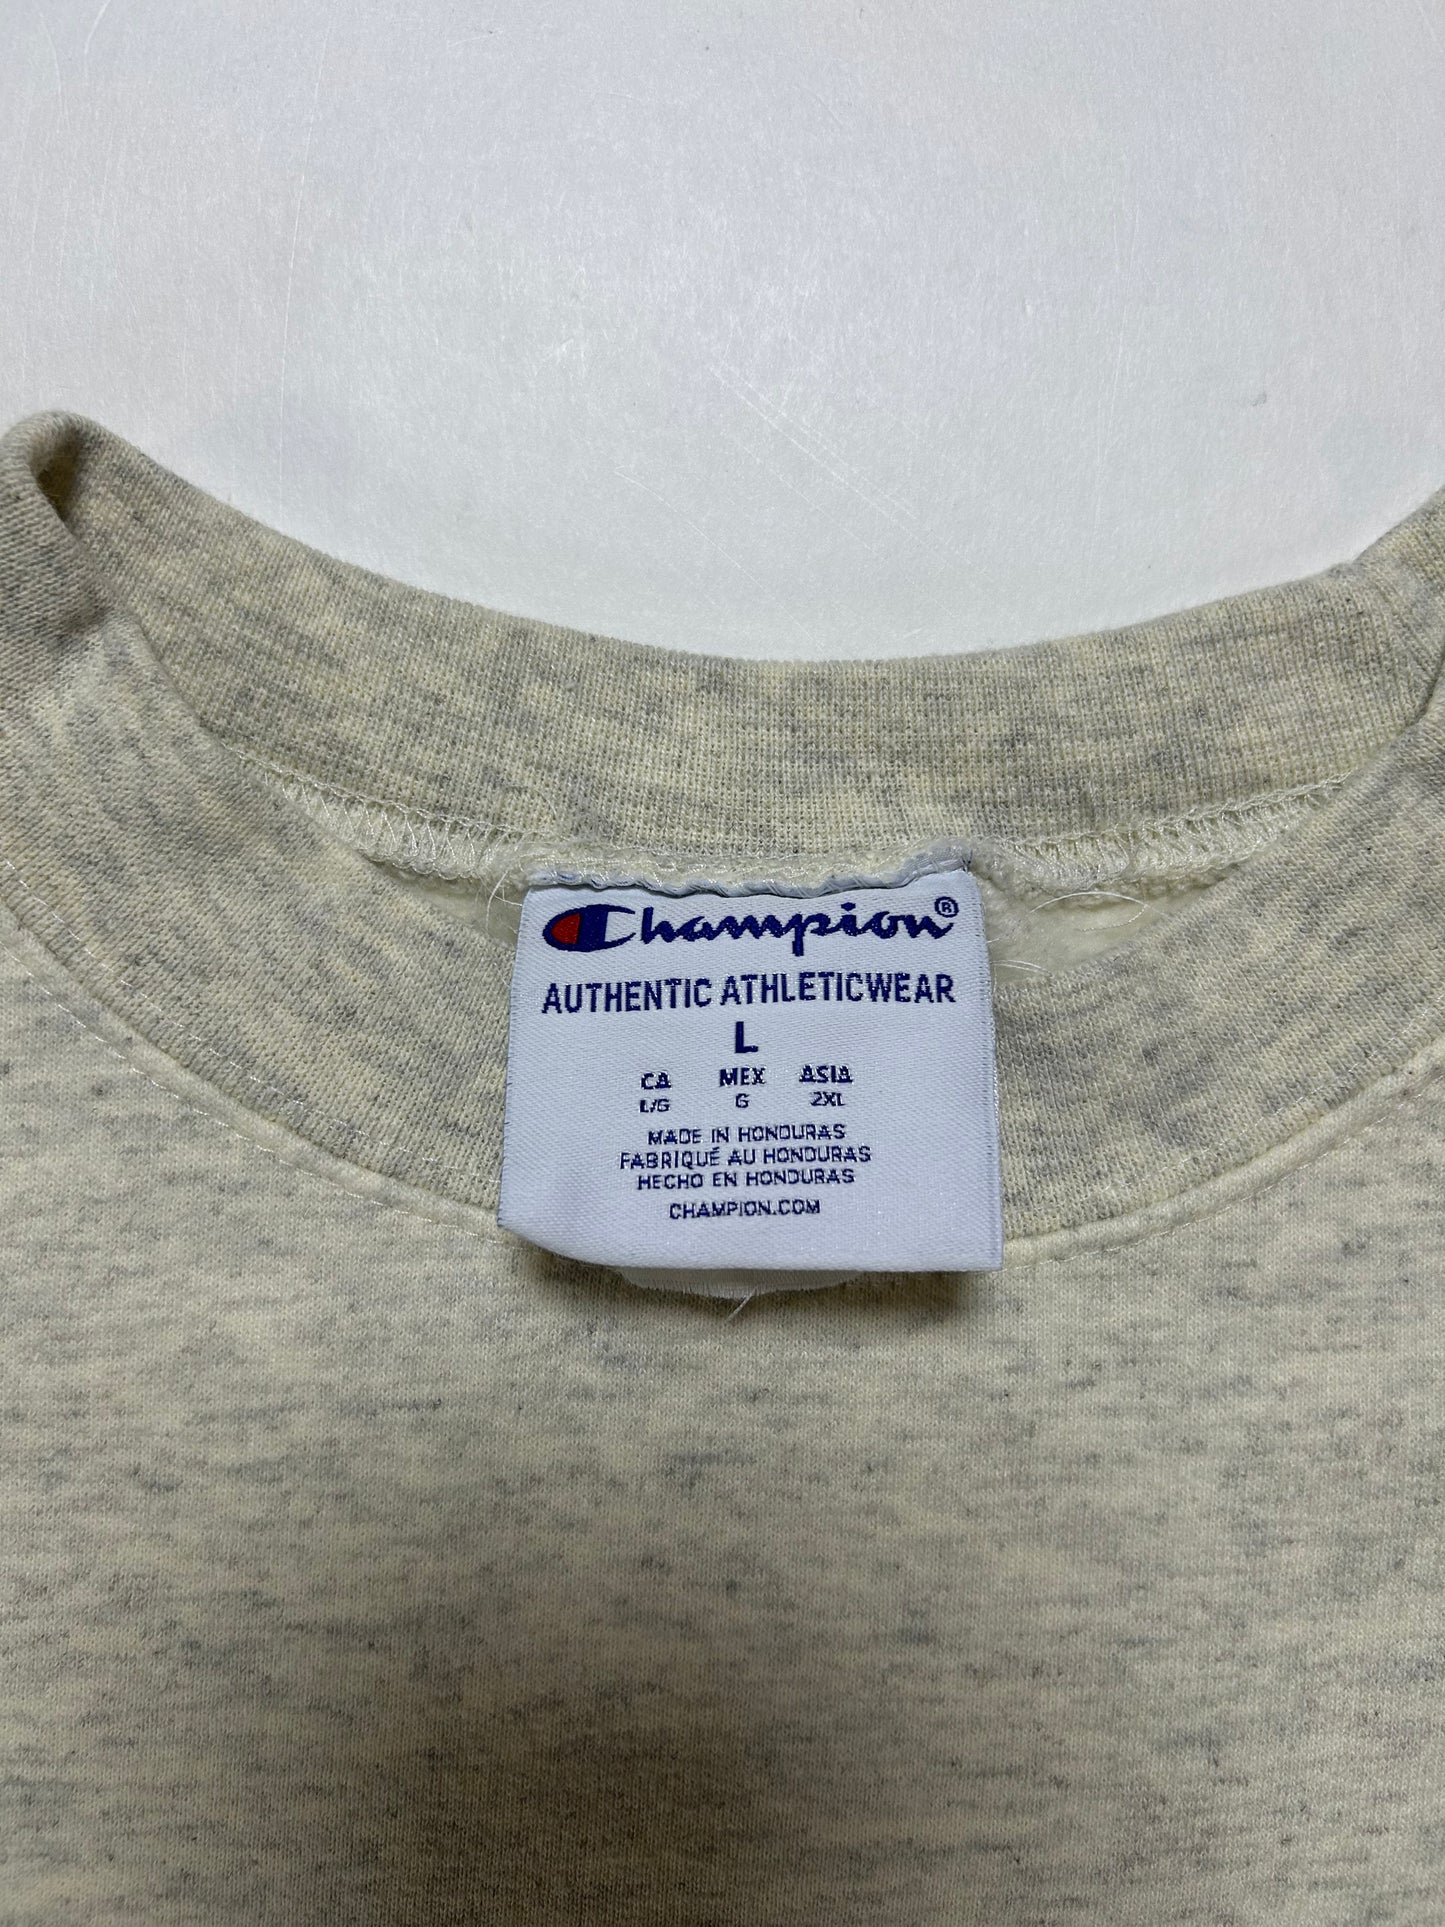 Champion®
AUTHENTIC ATHLETICWEAR
L
CA MEX ASIA
L/G G 2XL
MADE IN HONDURAS
FABRIQUÉ AU HONDURAS
HECHO EN HONDURAS
CHAMPION.COM